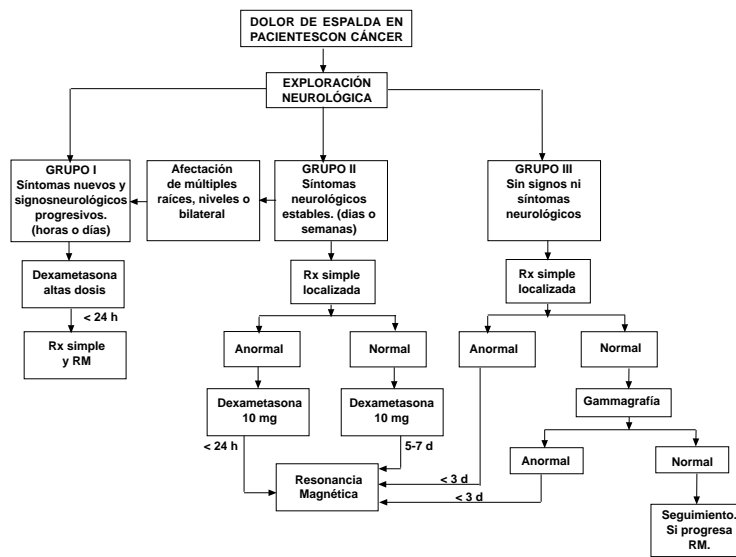 DOLOR DE ESPALDA EN
PACIENTESCON CÁNCER
EXPLORACIÓN
NEUROLÓGICA
GRUPO I
Síntomas nuevos y
signosneurológicos
progresivos.
(horas o días)
Afectación
de múltiples
raíces, niveles o
bilateral
GRUPO II
Síntomas
neurológicos
estables. (dias o
semanas)
GRUPO III
Sin signos ni
síntomas
neurológicos
Dexametasona
altas dosis
Rx simple
localizada
Rx simple
localizada
< 24 h
Rx simple
y RM
Anormal
Normal
Anormal
Normal
Dexametasona
10 mg
Dexametasona
10 mg
Gammagrafía
< 24 h
5-7 d
Anormal
Normal
Resonancia
Magnética
< 3 d
< 3 d
Seguimiento.
Si progresa
RM.